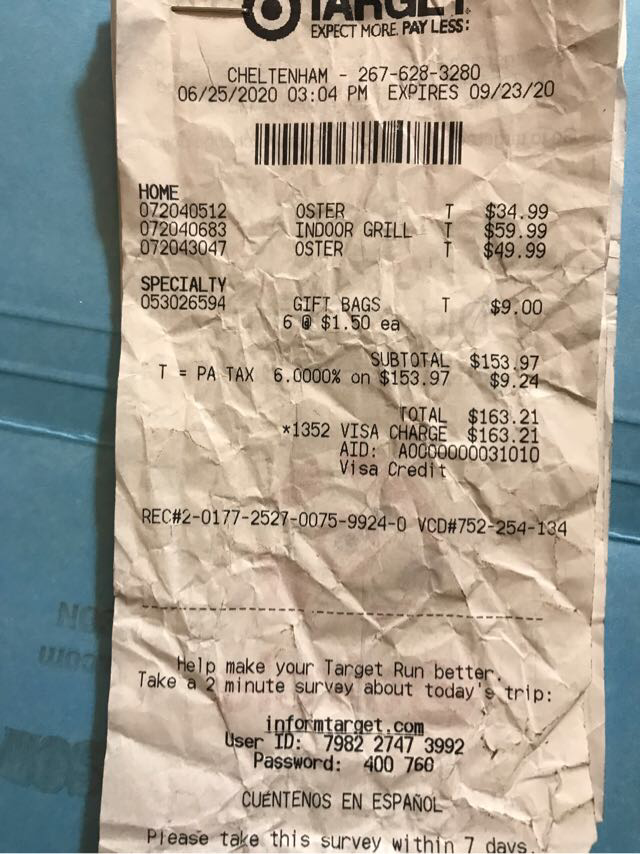 TARGET
EXPECT MORE. PAY LESS.
CHELTENHAM - 267-628-3280
06/25/2020 03:04 PM EXPIRES 09/23/20
HOME
072040512 OSTER T $34.99
072040683 INDOOR GRILL T $59.99
072043047 OSTER T $49.99
SPECIALTY
053026594 GIFT BAGS T $9.00
6 @ $1.50 ea
SUBTOTAL $153.97
T = PA TAX 6.0000% on $153.97 $9.24
TOTAL $163.21
*1352 VISA CHARGE $163.21
AID: A0000000031010
Visa Credit
REC#2-0177-2527-0075-9924-0 VCD#752-254-134
Help make your Target Run better.
Take a 2 minute survey about today's trip:
informtarget.com
User ID: 7982 2747 3992
Password: 400 760
CUÉNTENOS EN ESPAÑOL
Please take this survey within 7 days.